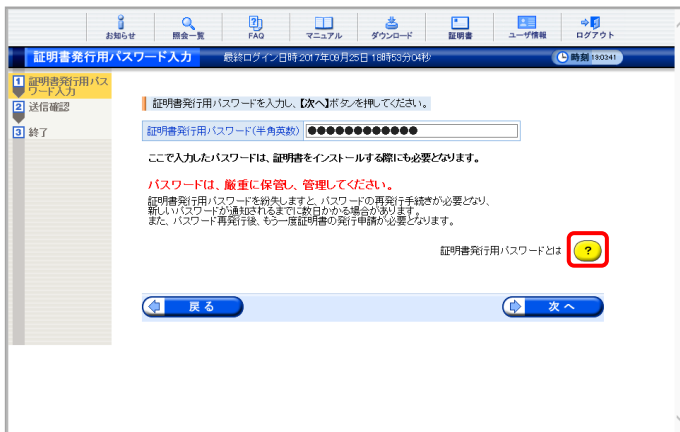 お知らせ 照会一覧 FAQ マニュアル ダウンロード 証明書 ユーザ情報 ログアウト
証明書発行用パスワード入力 最終ログイン日時:2017年09月25日 18時53分04秒 時刻 19:03:41
1 証明書発行用パス
ワード入力
2 送信確認
3 終了
証明書発行用パスワードを入力し、【次へ】ボタンを押してください。
証明書発行用パスワード(半角英数) ●●●●●●●●●●●●
ここで入力したパスワードは、証明書をインストールする際にも必要となります。
パスワードは、厳重に保管し、管理してください。
証明書発行用パスワードを紛失しますと、パスワードの再発行手続きが必要となり、
新しいパスワードが通知されるまでに数日かかる場合があります。
また、パスワード再発行後、もう一度証明書の発行申請が必要となります。
証明書発行用パスワードとは ?
戻る 次へ